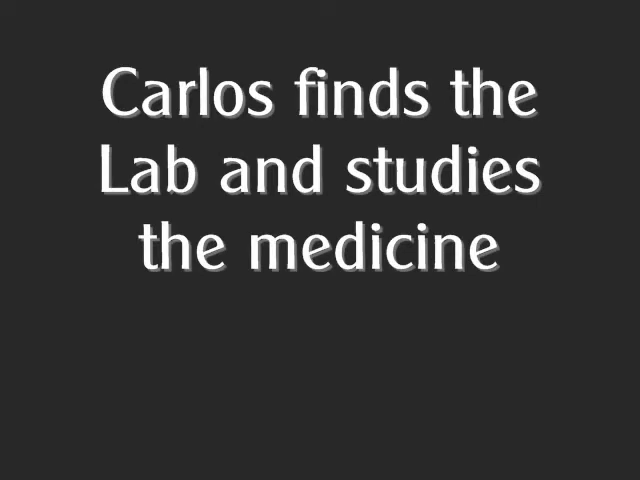 Carlos finds the
Lab and studies
the medicine